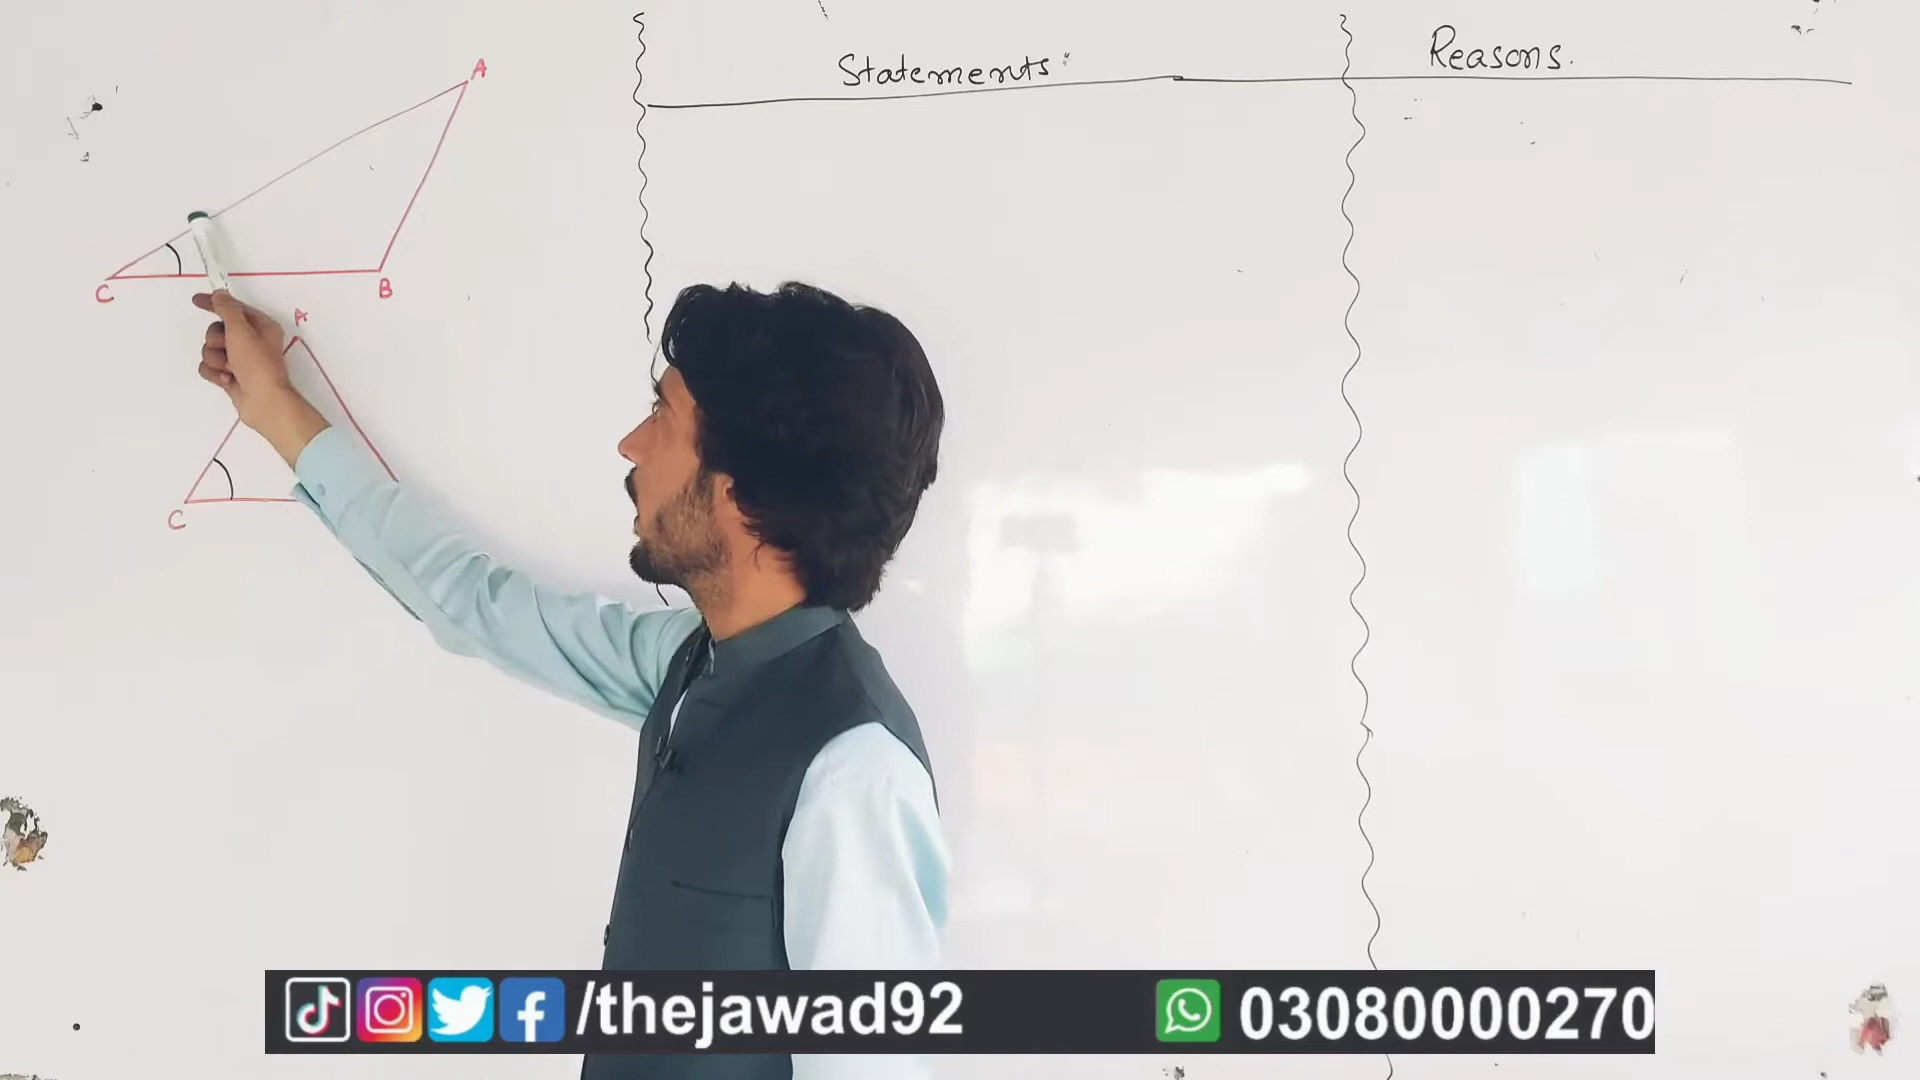 Statements:
Reasons.
A
C
B
A
C
/thejawad92
03080000270